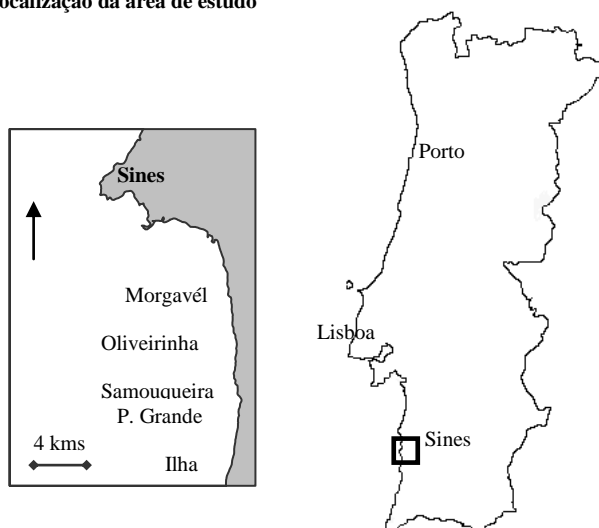 ocalização da área de estudo
Sines
Morgavél
Oliveirinha
Samouqueira
P. Grande
4 kms
Ilha
Porto
Lisboa
Sines